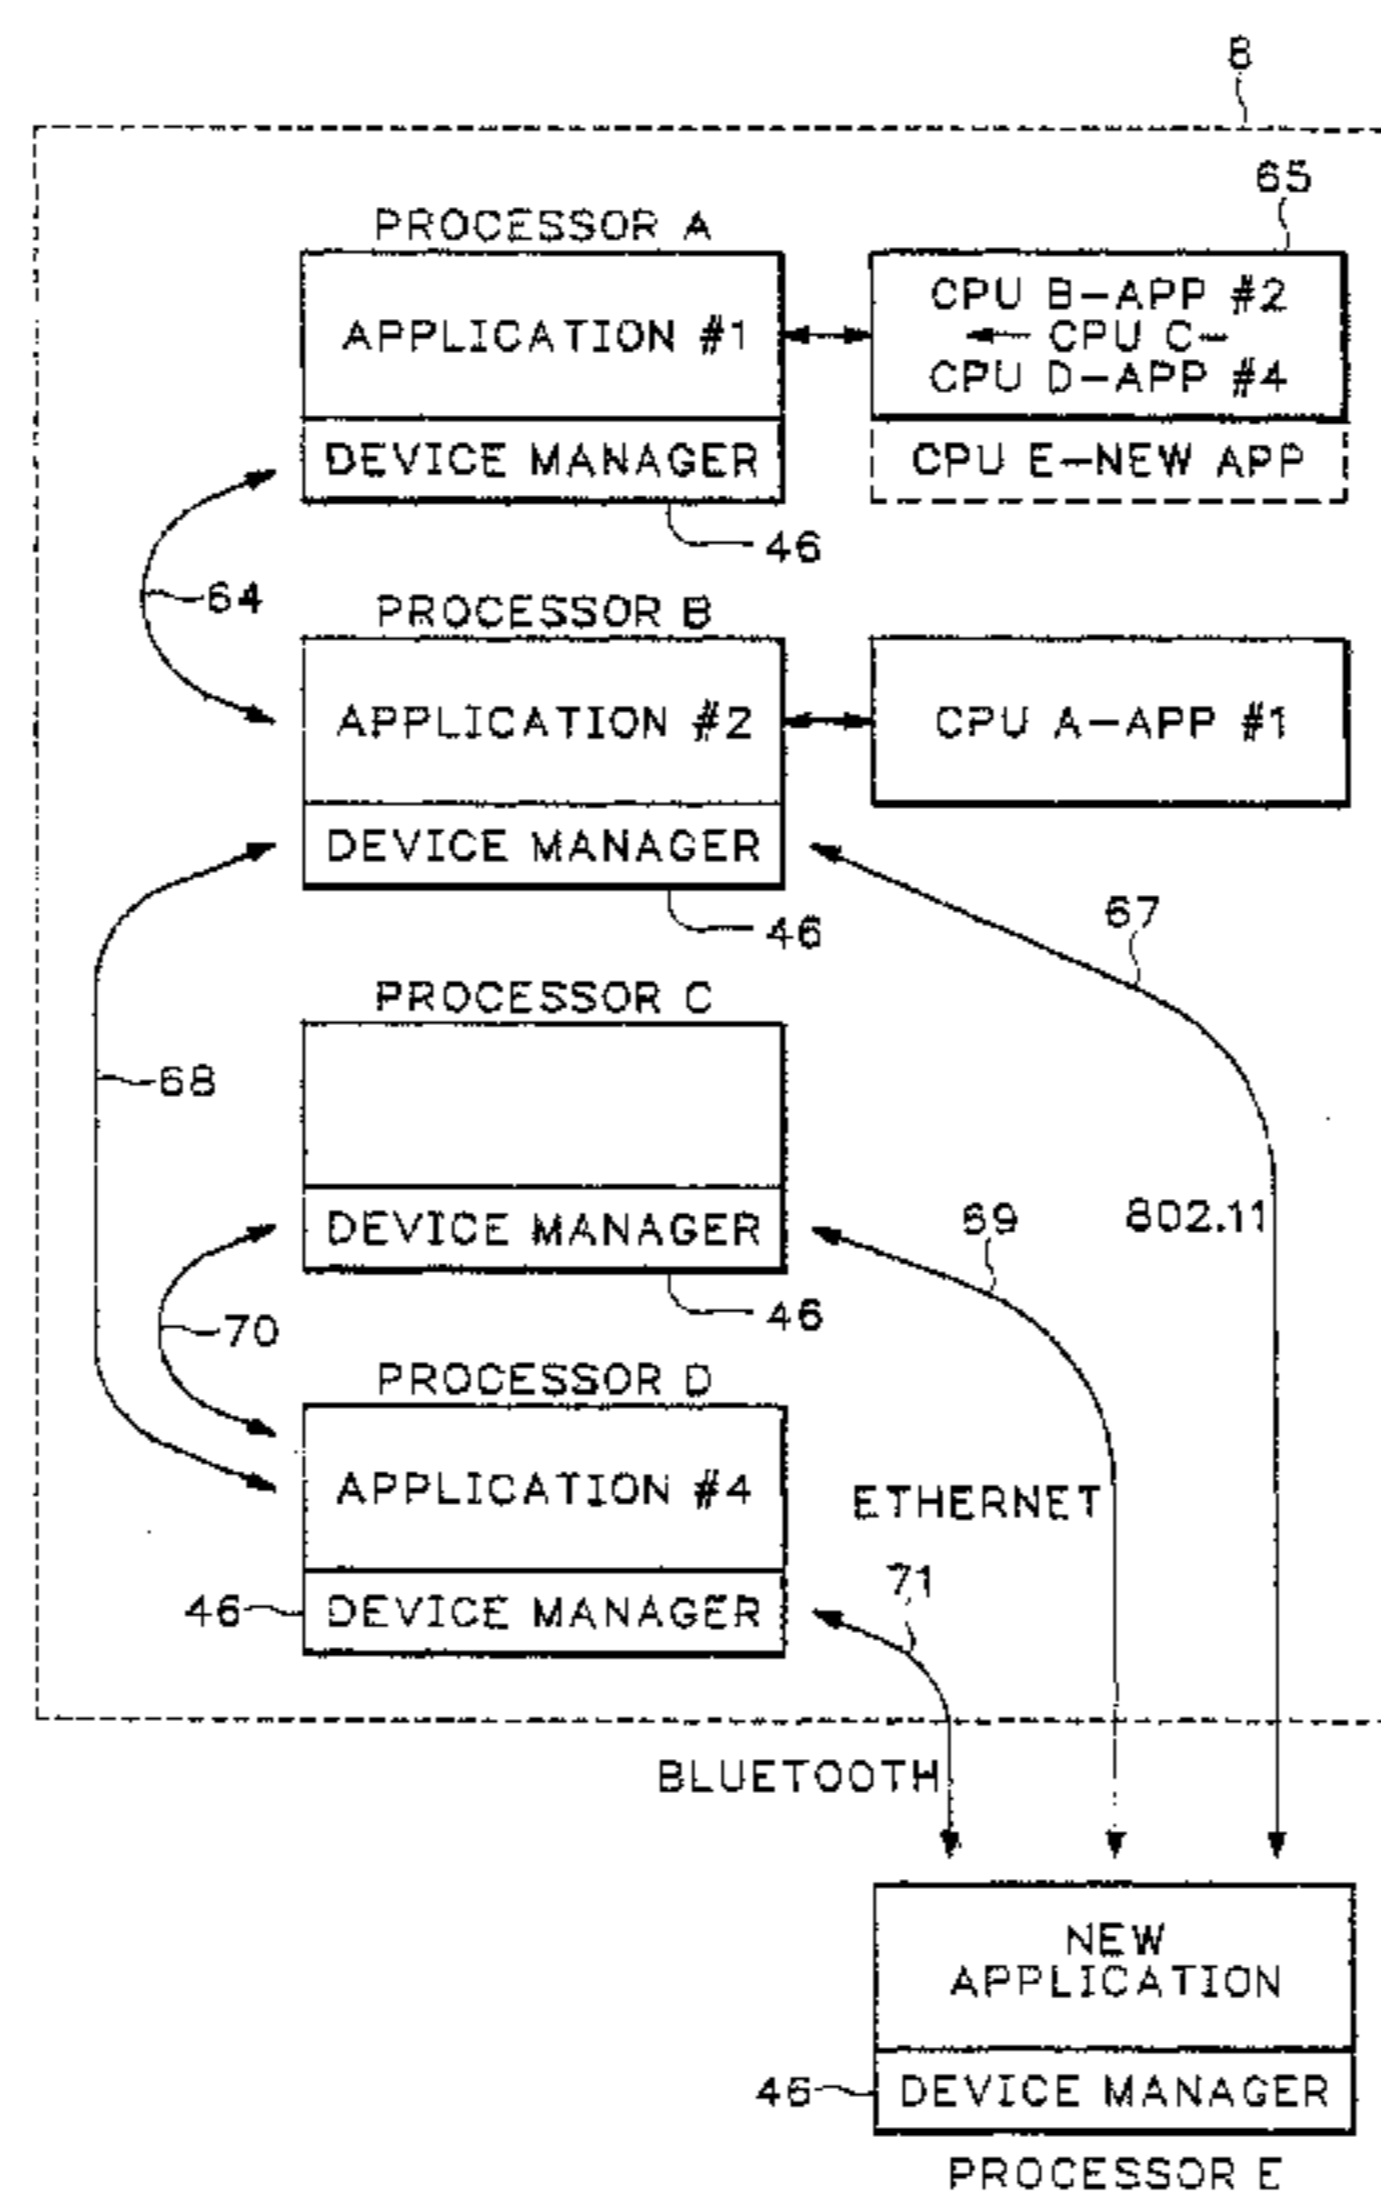 8
65
PROCESSOR A
APPLICATION #1
CPU B-APP #2
CPU C-
CPU D-APP #4
DEVICE MANAGER
CPU E-NEW APP
46
64
PROCESSOR B
APPLICATION #2
CPU A-APP #1
DEVICE MANAGER
67
46
PROCESSOR C
68
DEVICE MANAGER
69
802.11
46
70
PROCESSOR D
APPLICATION #4
ETHERNET
71
46
DEVICE MANAGER
BLUETOOTH
NEW
APPLICATION
46
DEVICE MANAGER
PROCESSOR E